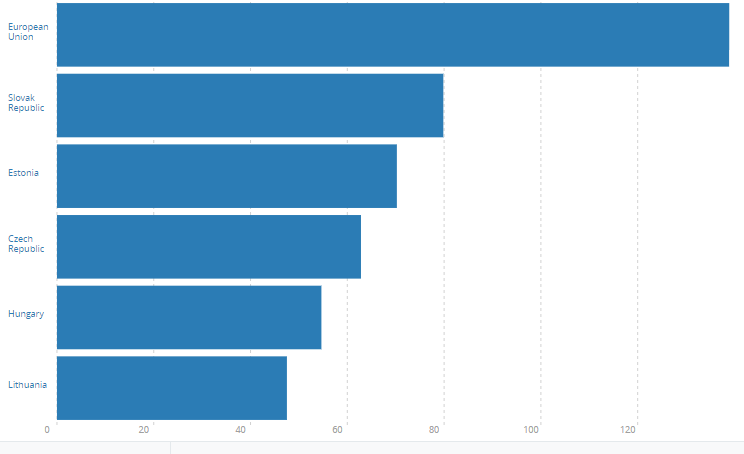 European
Union
Slovak
Republic
Estonia
Czech
Republic
Hungary
Lithuania
0 20 40 60 80 100 120